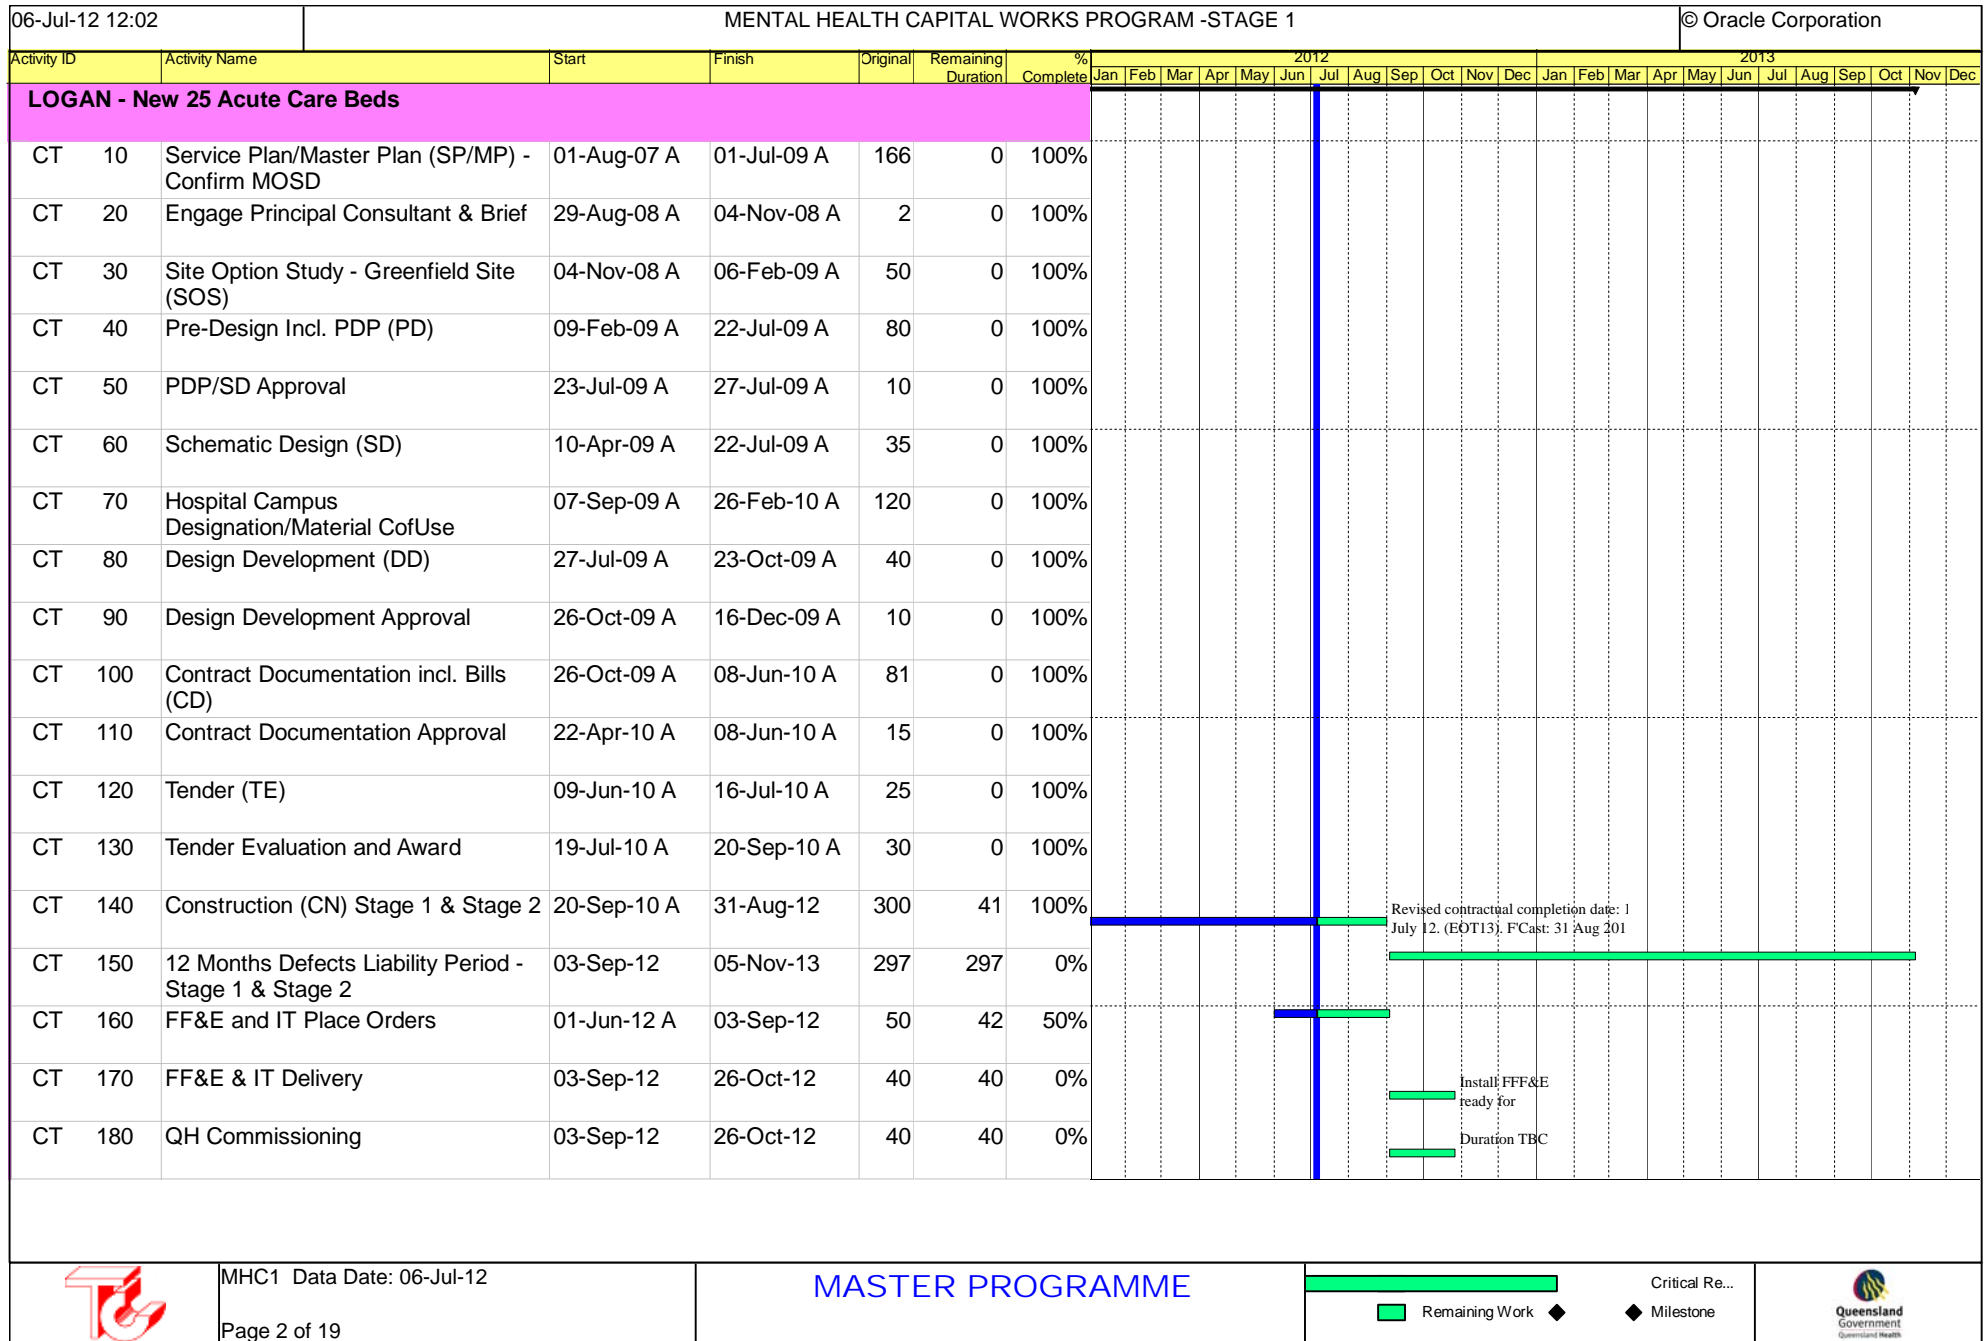 06-Jul-12 12:02 MENTAL HEALTH CAPITAL WORKS PROGRAM -STAGE 1 © Oracle Corporation
Activity ID Activity Name Start Finish Original Remaining Duration % Complete 2012 2013
Jan Feb Mar Apr May Jun Jul Aug Sep Oct Nov Dec Jan Feb Mar Apr May Jun Jul Aug Sep Oct Nov Dec
LOGAN - New 25 Acute Care Beds
CT 10 Service Plan/Master Plan (SP/MP) - 01-Aug-07 A 01-Jul-09 A 166 0 100%
Confirm MOSD
CT 20 Engage Principal Consultant & Brief 29-Aug-08 A 04-Nov-08 A 2 0 100%
CT 30 Site Option Study - Greenfield Site 04-Nov-08 A 06-Feb-09 A 50 0 100%
(SOS)
CT 40 Pre-Design Incl. PDP (PD) 09-Feb-09 A 22-Jul-09 A 80 0 100%
CT 50 PDP/SD Approval 23-Jul-09 A 27-Jul-09 A 10 0 100%
CT 60 Schematic Design (SD) 10-Apr-09 A 22-Jul-09 A 35 0 100%
CT 70 Hospital Campus 07-Sep-09 A 26-Feb-10 A 120 0 100%
Designation/Material CofUse
CT 80 Design Development (DD) 27-Jul-09 A 23-Oct-09 A 40 0 100%
CT 90 Design Development Approval 26-Oct-09 A 16-Dec-09 A 10 0 100%
CT 100 Contract Documentation incl. Bills 26-Oct-09 A 08-Jun-10 A 81 0 100%
(CD)
CT 110 Contract Documentation Approval 22-Apr-10 A 08-Jun-10 A 15 0 100%
CT 120 Tender (TE) 09-Jun-10 A 16-Jul-10 A 25 0 100%
CT 130 Tender Evaluation and Award 19-Jul-10 A 20-Sep-10 A 30 0 100%
CT 140 Construction (CN) Stage 1 & Stage 2 20-Sep-10 A 31-Aug-12 300 41 100% Revised contractual completion date: 1
July 12. (EOT13). F'Cast: 31 Aug 201
CT 150 12 Months Defects Liability Period - 03-Sep-12 05-Nov-13 297 297 0%
Stage 1 & Stage 2
CT 160 FF&E and IT Place Orders 01-Jun-12 A 03-Sep-12 50 42 50%
CT 170 FF&E & IT Delivery 03-Sep-12 26-Oct-12 40 40 0% Install FFF&E
ready for
CT 180 QH Commissioning 03-Sep-12 26-Oct-12 40 40 0% Duration TBC
MHC1 Data Date: 06-Jul-12
Page 2 of 19
MASTER PROGRAMME
Critical Re...
Remaining Work Milestone
Queensland
Government
Queensland Health